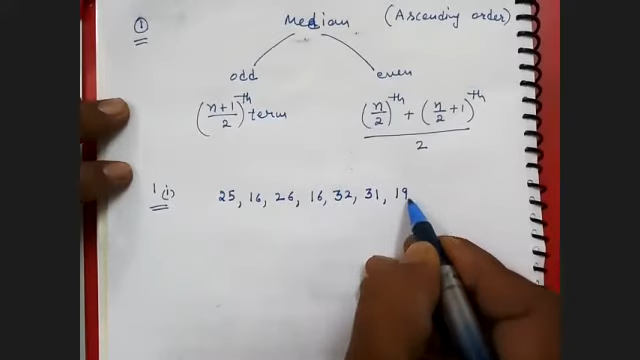 ① Median (Ascending order)
odd even
((n+1)/2)^th term ((n/2)^th + (n/2 + 1)^th)/2
1 (i) 25, 16, 26, 16, 32, 31, 19